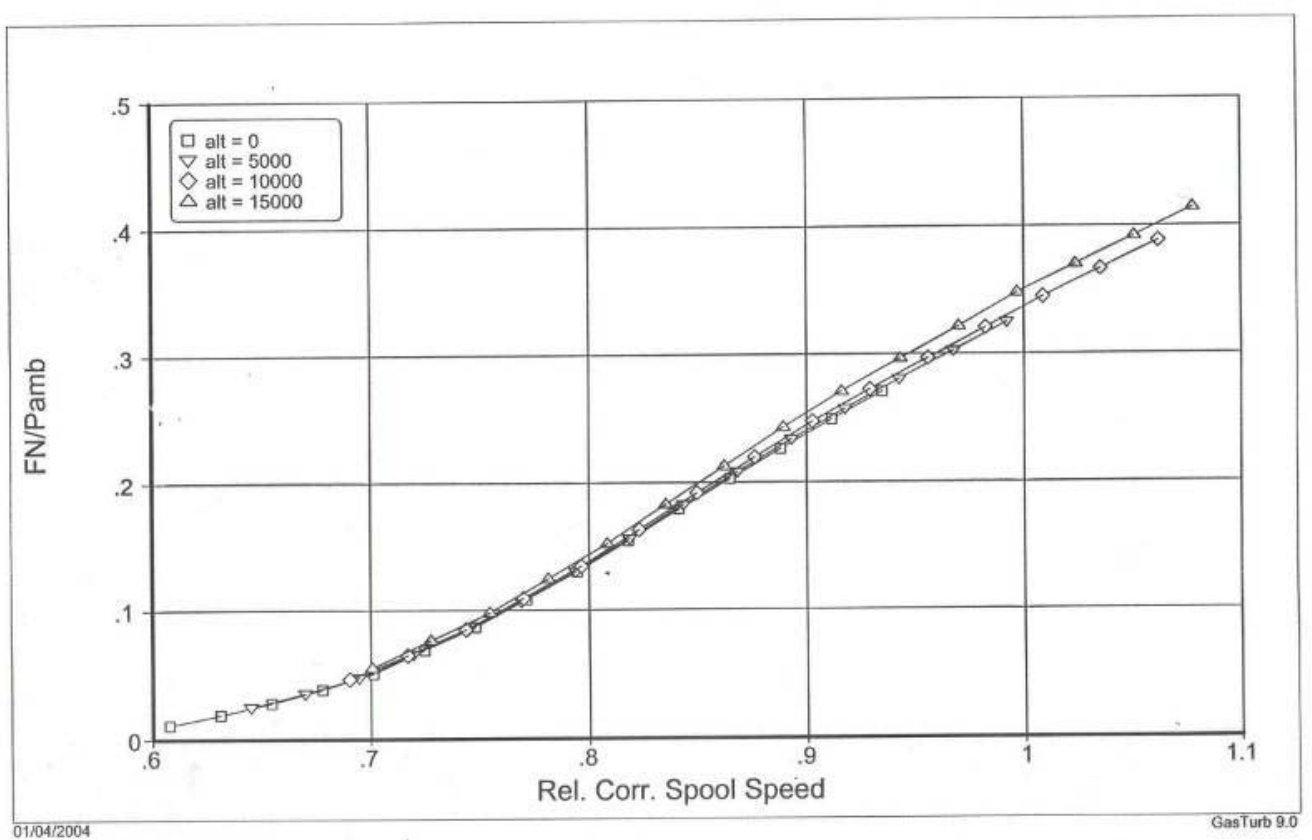 .5
alt = 0
alt = 5000
alt = 10000
alt = 15000
.4
.3
FN/Pamb
.2
.1
0
.6 .7 .8 .9 1 1.1
Rel. Corr. Spool Speed
01/04/2004 GasTurb 9.0